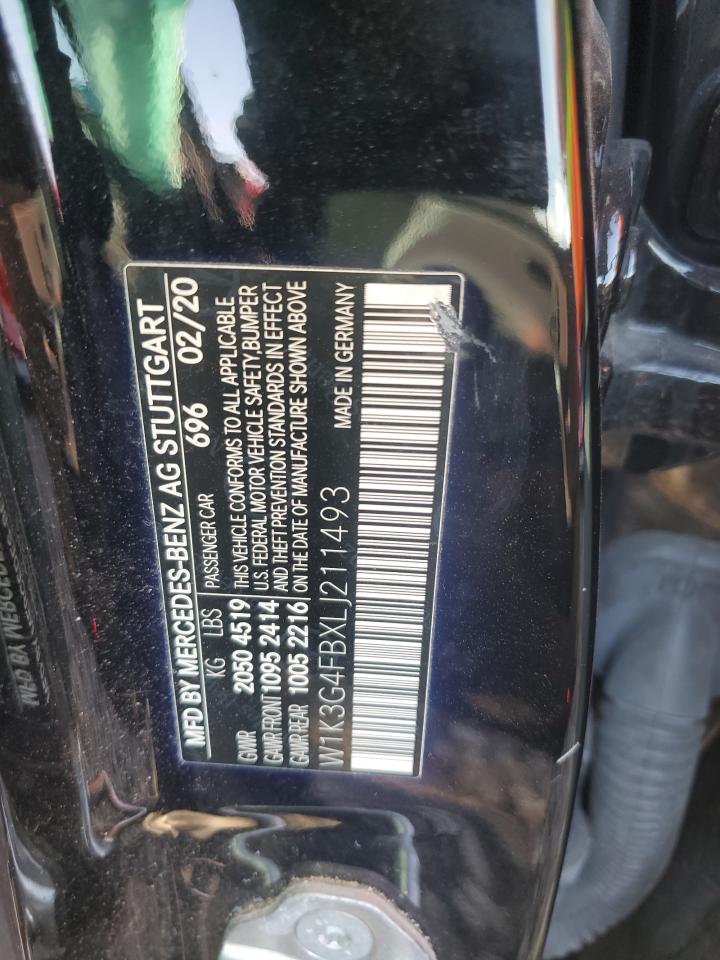 MFD BY MERCEDES-BENZ AG STUTTGART
696 02/20
KG LBS PASSENGER CAR
GVWR 2050 4519 THIS VEHICLE CONFORMS TO ALL APPLICABLE
GAWR FRONT 1095 2414 U.S. FEDERAL MOTOR VEHICLE SAFETY, BUMPER
AND THEFT PREVENTION STANDARDS IN EFFECT
GAWR REAR 1005 2216 ON THE DATE OF MANUFACTURE SHOWN ABOVE
W1K3G4FBXLJ211493 MADE IN GERMANY